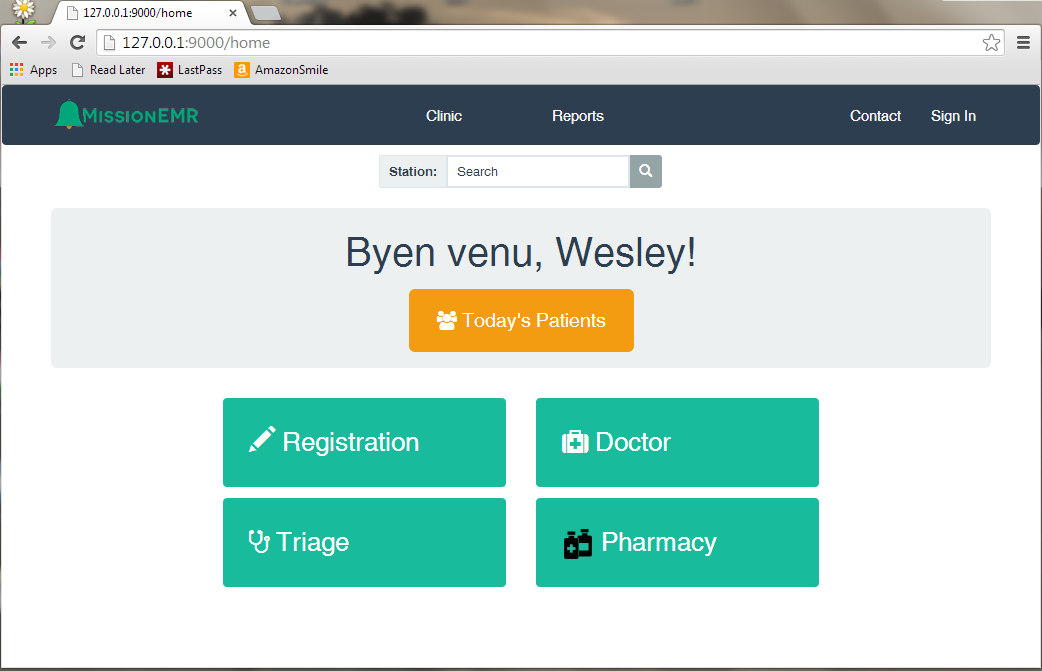 127.0.0.1:9000/home
127.0.0.1:9000/home
Apps Read Later LastPass AmazonSmile
MissionEMR Clinic Reports Contact Sign In
Station: Search
Byen venu, Wesley!
Today's Patients
Registration Doctor
Triage Pharmacy